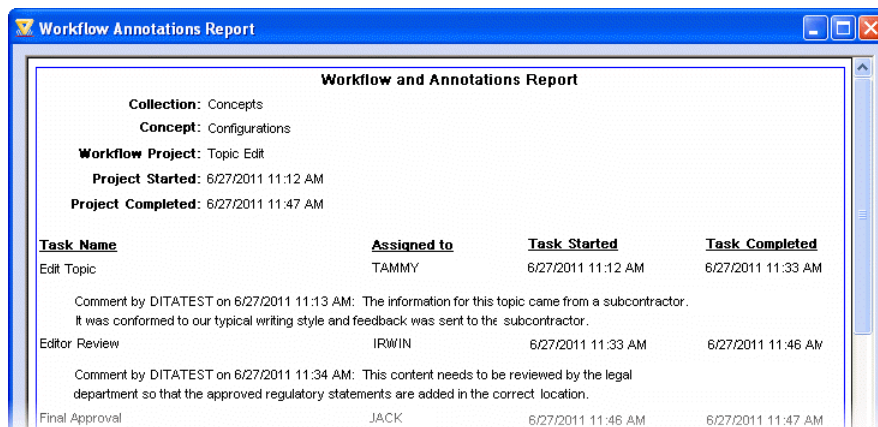 Workflow Annotations Report
Workflow and Annotations Report
Collection: Concepts
Concept: Configurations
Workflow Project: Topic Edit
Project Started: 6/27/2011 11:12 AM
Project Completed: 6/27/2011 11:47 AM
Task Name Assigned to Task Started Task Completed
Edit Topic TAMMY 6/27/2011 11:12 AM 6/27/2011 11:33 AM
Comment by DITATEST on 6/27/2011 11:13 AM: The information for this topic came from a subcontractor.
It was conformed to our typical writing style and feedback was sent to the subcontractor.
Editor Review IRWIN 6/27/2011 11:33 AM 6/27/2011 11:46 AM
Comment by DITATEST on 6/27/2011 11:34 AM: This content needs to be reviewed by the legal
department so that the approved regulatory statements are added in the correct location.
Final Approval JACK 6/27/2011 11:46 AM 6/27/2011 11:47 AM